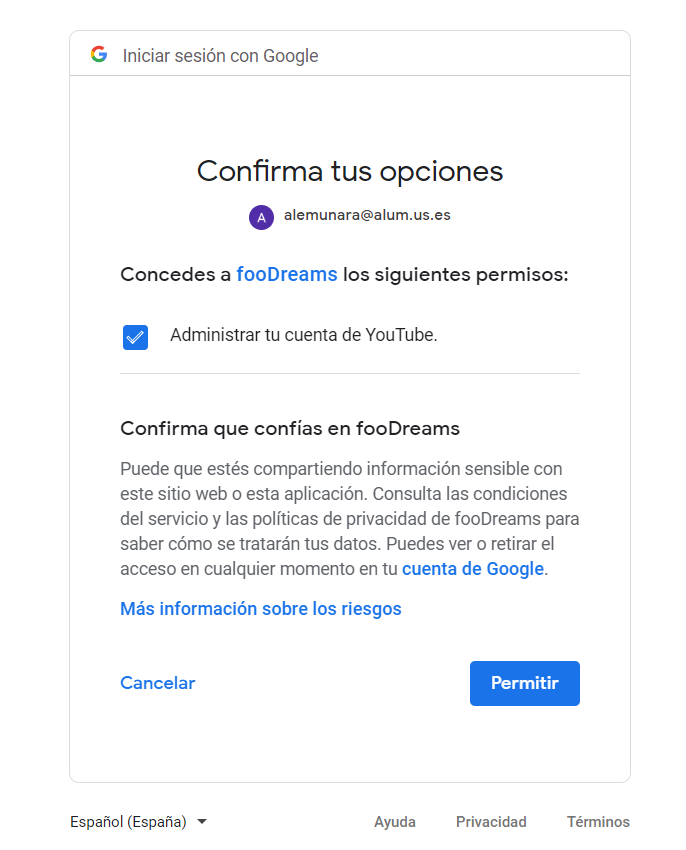 Iniciar sesión con Google
Confirma tus opciones
A
alemunara@alum.us.es
Concedes a fooDreams los siguientes permisos:
Administrar tu cuenta de YouTube.
Confirma que confías en fooDreams
Puede que estés compartiendo información sensible con
este sitio web o esta aplicación. Consulta las condiciones
del servicio y las políticas de privacidad de fooDreams para
saber cómo se tratarán tus datos. Puedes ver o retirar el
acceso en cualquier momento en tu cuenta de Google.
Más información sobre los riesgos
Cancelar
Permitir
Español (España)
Ayuda
Privacidad
Términos